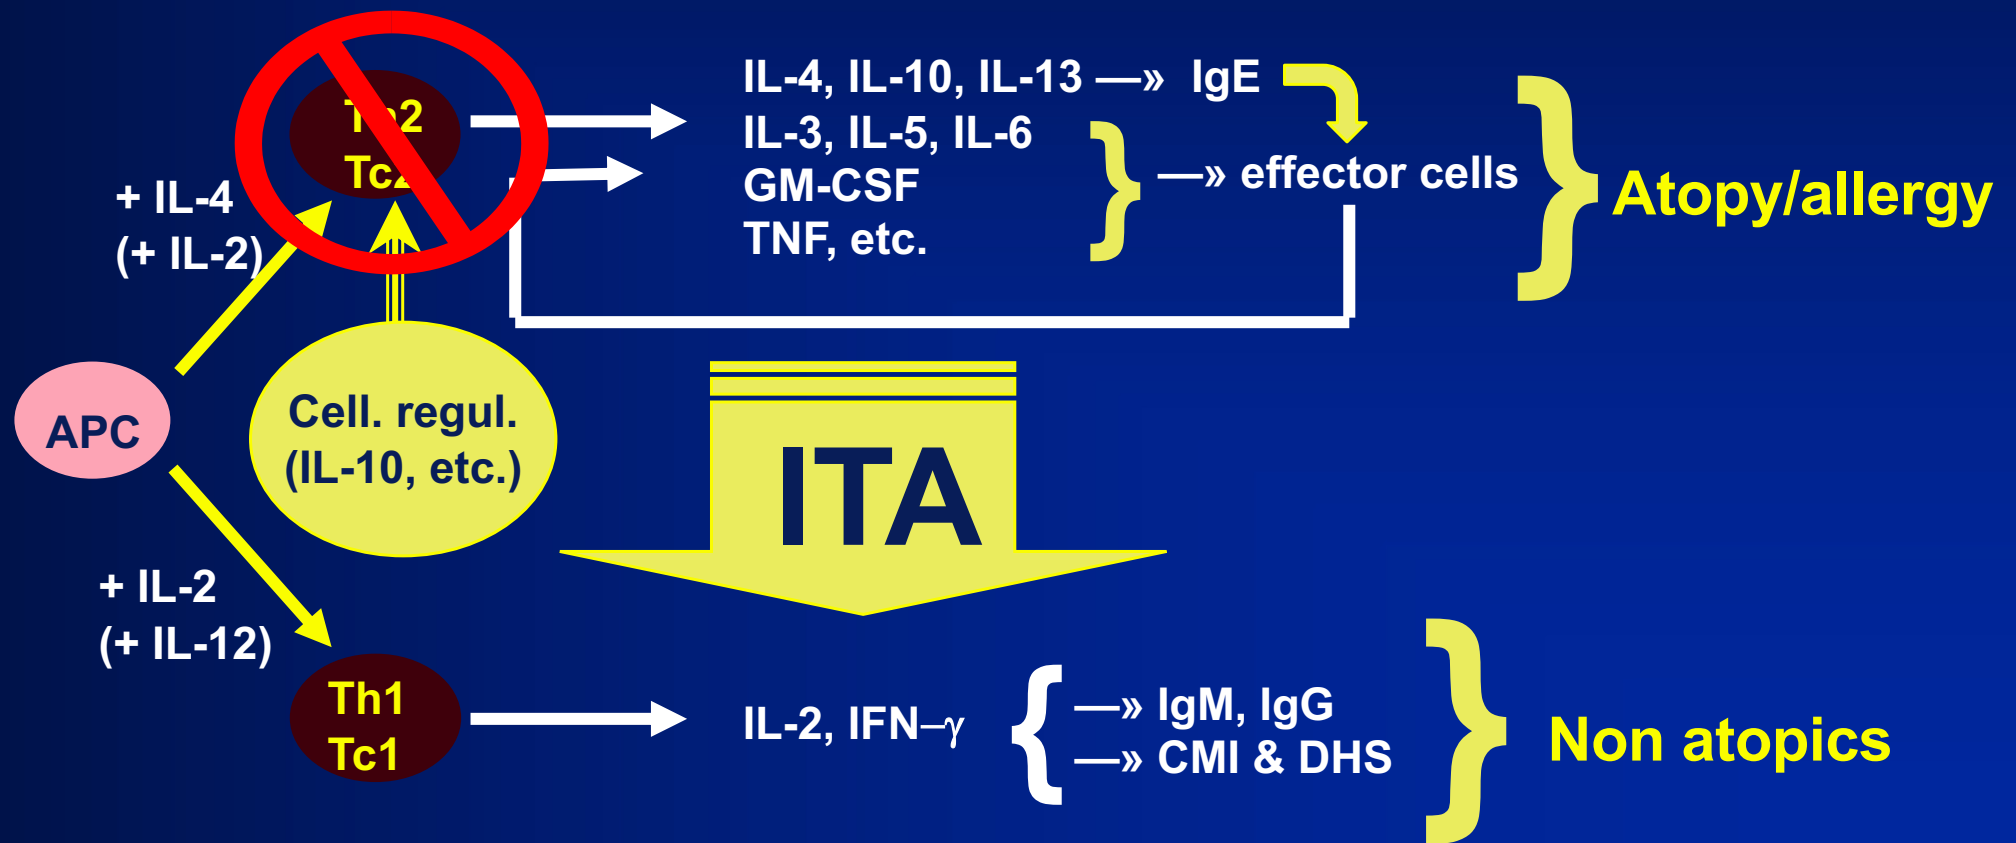 Th2
Tc2
+ IL-4
(+ IL-2)
IL-4, IL-10, IL-13 —» IgE
IL-3, IL-5, IL-6
GM-CSF
TNF, etc.
—» effector cells
Atopy/allergy
APC
Cell. regul.
(IL-10, etc.)
ITA
+ IL-2
(+ IL-12)
Th1
Tc1
IL-2, IFN–γ
—» IgM, IgG
—» CMI & DHS
Non atopics